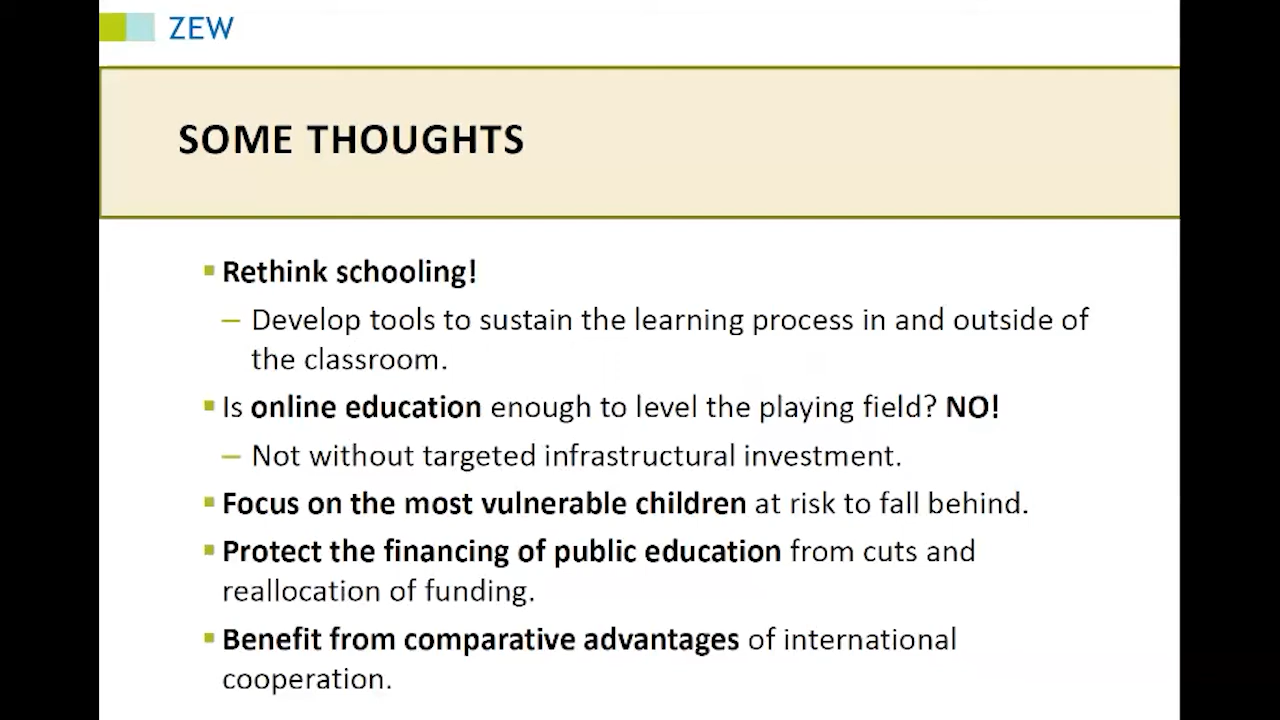 ZEW
SOME THOUGHTS
▪ Rethink schooling!
– Develop tools to sustain the learning process in and outside of
the classroom.
▪ Is online education enough to level the playing field? NO!
– Not without targeted infrastructural investment.
▪ Focus on the most vulnerable children at risk to fall behind.
▪ Protect the financing of public education from cuts and
reallocation of funding.
▪ Benefit from comparative advantages of international
cooperation.